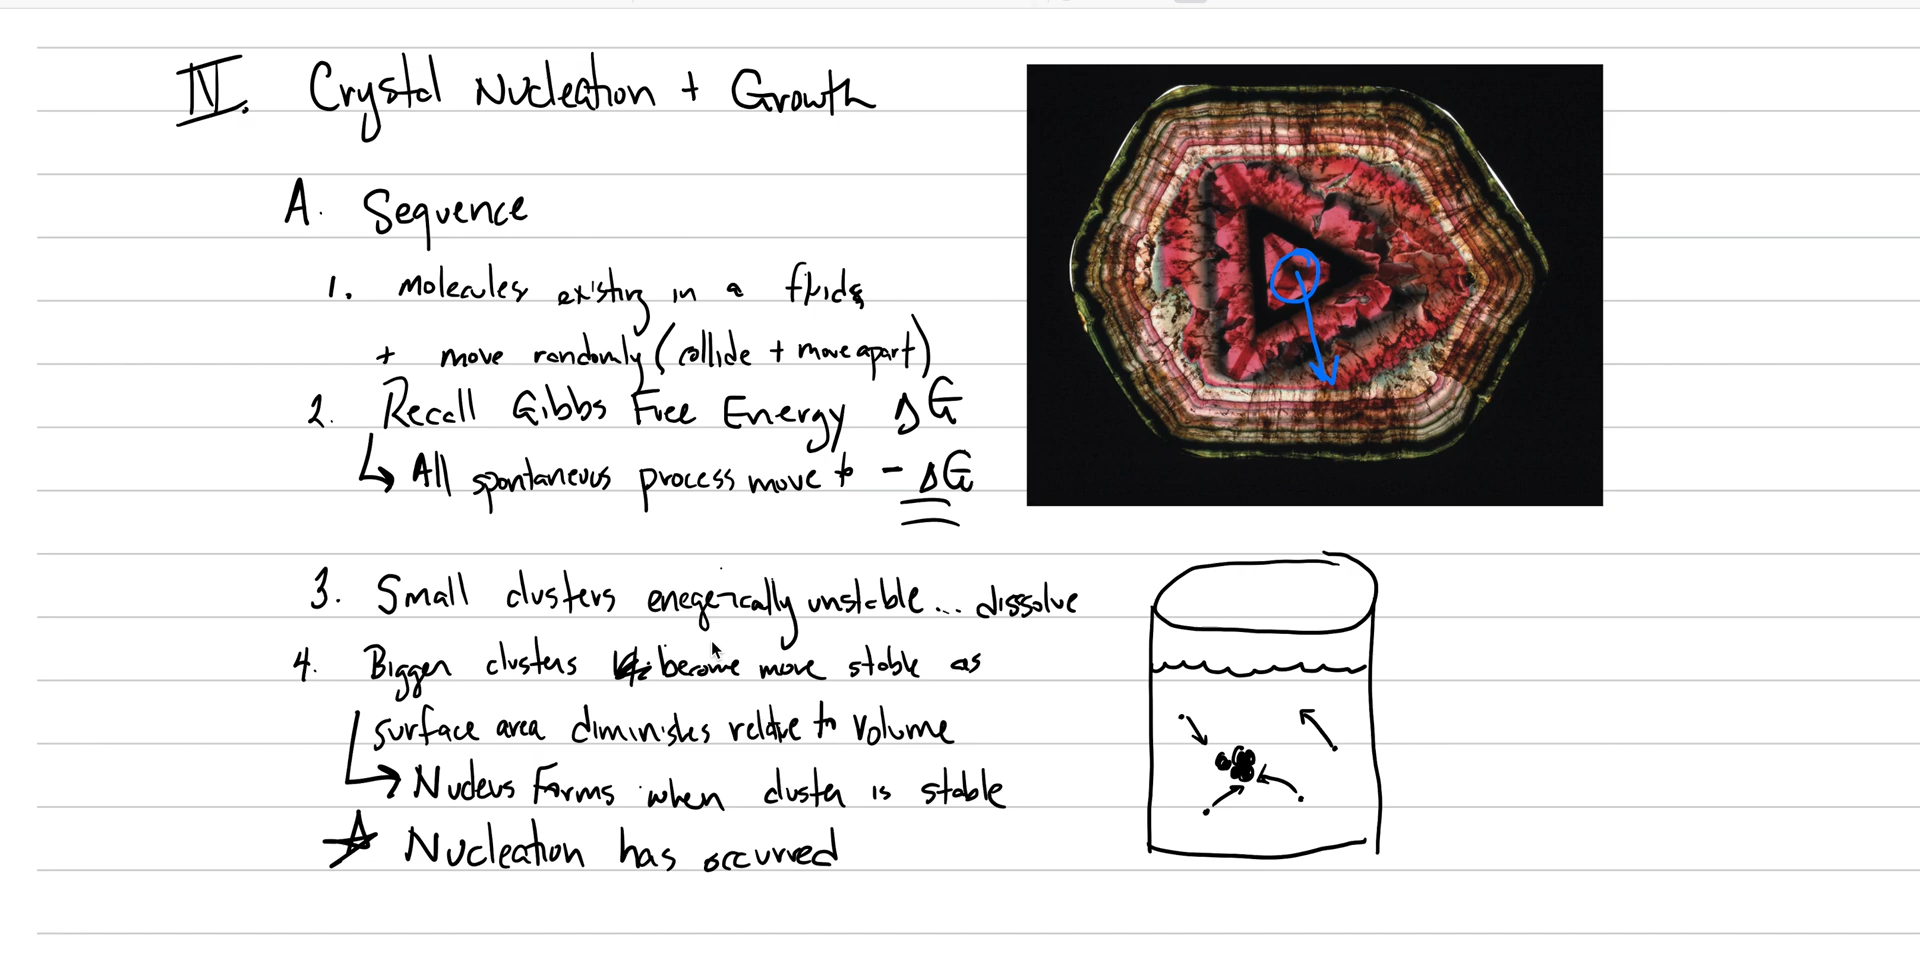 IV. Crystal Nucleation + Growth
A. Sequence
1. molecules existing in a fluids
+ move randomly (collide + move apart)
2. Recall Gibbs Free Energy ΔG
↳ All spontaneous process move to - ΔG
3. Small clusters enegetically unstable... dissolve
4. Bigger clusters become more stable as
surface area diminishes relative to volume
↳ Nucleus Forms when cluster is stable
☆ Nucleation has occurred